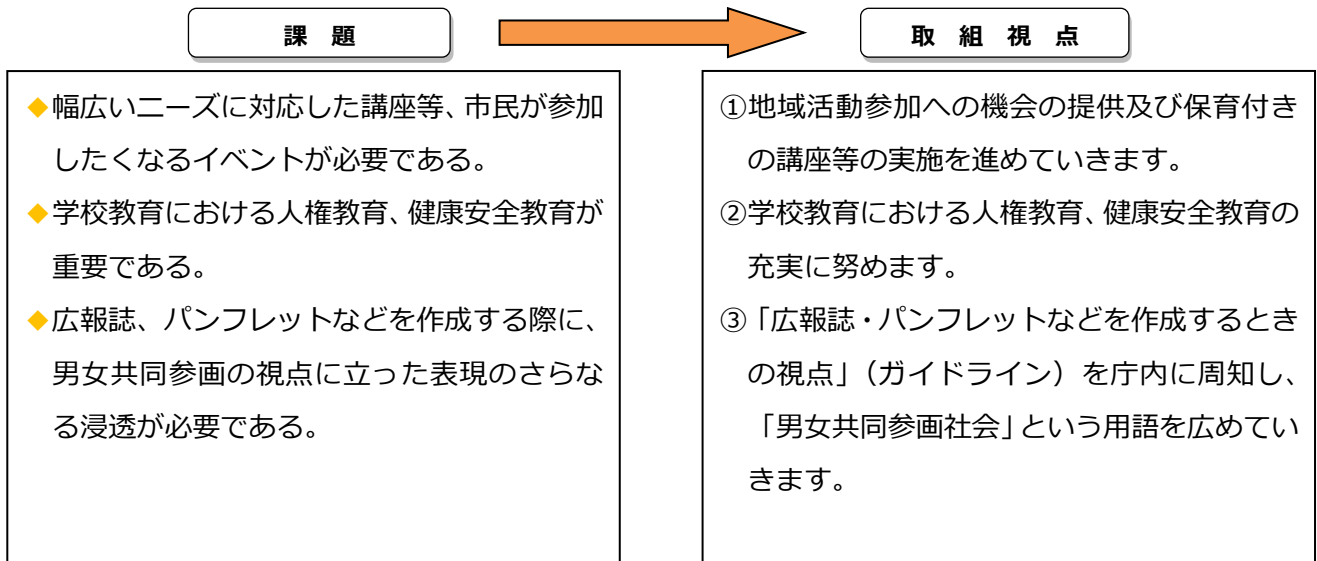 課 題
取 組 視 点
◆幅広いニーズに対応した講座等、市民が参加
したくなるイベントが必要である。
◆学校教育における人権教育、健康安全教育が
重要である。
◆広報誌、パンフレットなどを作成する際に、
男女共同参画の視点に立った表現のさらな
る浸透が必要である。
①地域活動参加への機会の提供及び保育付き
の講座等の実施を進めていきます。
②学校教育における人権教育、健康安全教育の
充実に努めます。
③「広報誌・パンフレットなどを作成するとき
の視点」（ガイドライン）を庁内に周知し、
「男女共同参画社会」という用語を広めてい
きます。